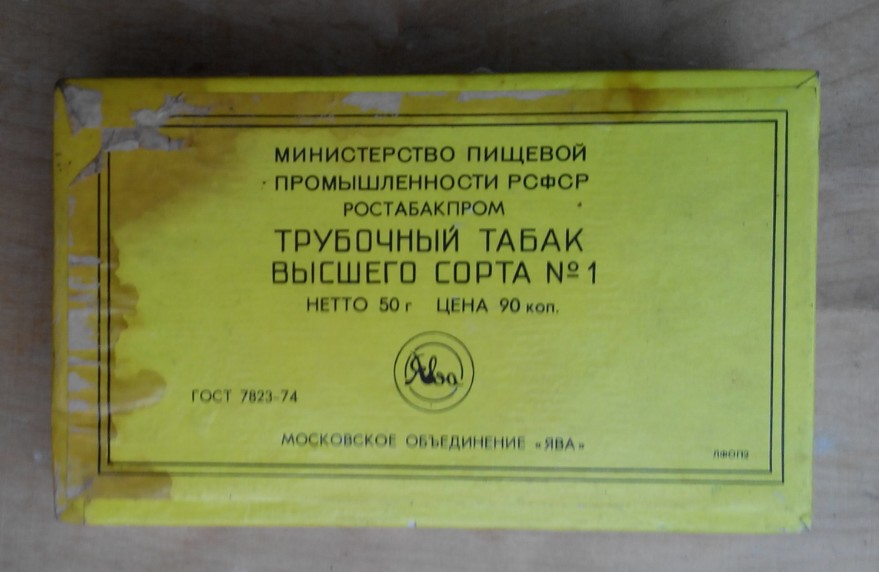 МИНИСТЕРСТВО ПИЩЕВОЙ
ПРОМЫШЛЕННОСТИ РСФСР
РОСТАБАКПРОМ
ТРУБОЧНЫЙ ТАБАК
ВЫСШЕГО СОРТА №1
НЕТТО 50 г ЦЕНА 90 коп.
Ява
ГОСТ 7823-74
МОСКОВСКОЕ ОБЪЕДИНЕНИЕ «ЯВА»